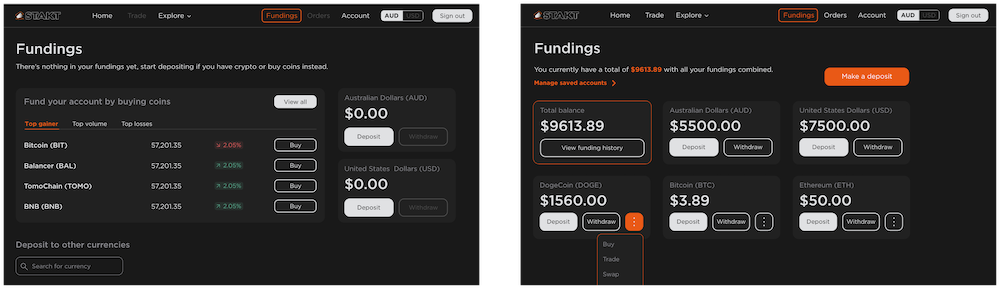 STAKT Home Trade Explore Fundings Orders Account AUD USD Sign out
Fundings
There's nothing in your fundings yet, start depositing if you have crypto or buy coins instead.
Fund your account by buying coins View all
Top gainer Top volume Top losses
Bitcoin (BIT) 57,201.35 2.05% Buy
Balancer (BAL) 57,201.35 2.05% Buy
TomoChain (TOMO) 57,201.35 2.05% Buy
BNB (BNB) 57,201.35 2.05% Buy
Australian Dollars (AUD)
$0.00
Deposit Withdraw
United States Dollars (USD)
$0.00
Deposit Withdraw
Deposit to other currencies
Search for currency
STAKT Home Trade Explore Fundings Orders Account AUD USD Sign out
Fundings
You currently have a total of $9613.89 with all your fundings combined.
Manage saved accounts
Make a deposit
Total balance
$9613.89
View funding history
Australian Dollars (AUD)
$5500.00
Deposit Withdraw
United States Dollars (USD)
$7500.00
Deposit Withdraw
DogeCoin (DOGE)
$1560.00
Deposit Withdraw
Buy
Trade
Swap
Bitcoin (BTC)
$3.89
Deposit Withdraw
Ethereum (ETH)
$50.00
Deposit Withdraw